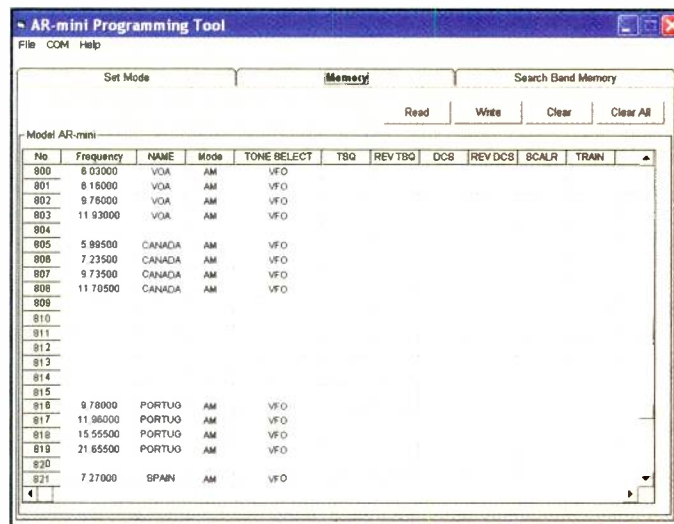 AR-mini Programming Tool
File COM Help
Set Mode Memory Search Band Memory
Read Write Clear Clear All
Model AR-mini
No Frequency NAME Mode TONE SELECT TSQ REV TSQ DCS REV DCS SCALR TRAIN
800 6 03000 VOA AM VFO
801 6 16000 VOA AM VFO
802 9 76000 VOA AM VFO
803 11 93000 VOA AM VFO
804
805 5 99500 CANADA AM VFO
806 7 23500 CANADA AM VFO
807 9 73500 CANADA AM VFO
808 11 70500 CANADA AM VFO
809
810
811
812
813
814
815
816 9 78000 PORTUG AM VFO
817 11 96000 PORTUG AM VFO
818 15 55500 PORTUG AM VFO
819 21 65500 PORTUG AM VFO
820
821 7 27000 SPAIN AM VFO